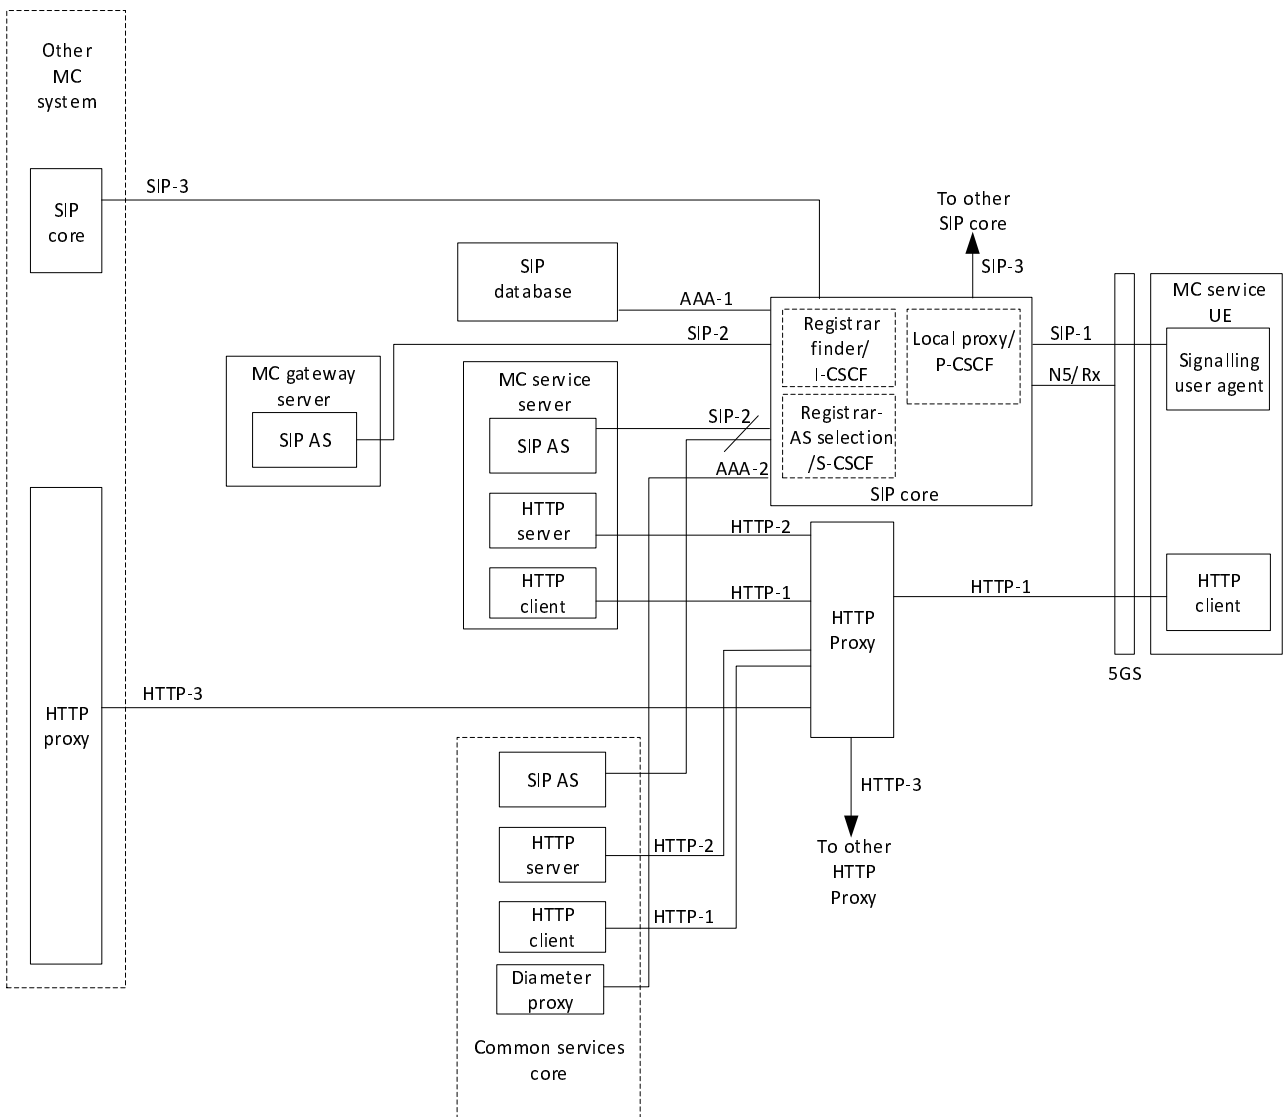 Other
MC
system
SIP
core
SIP-3
To other
SIP core
SIP-3
SIP
database
AAA-1
SIP-2
MC gateway
server
SIP AS
MC service
server
SIP AS
SIP-2
AAA-2
HTTP
server
HTTP-2
HTTP
client
HTTP-1
Registrar
finder/
I-CSCF
Local proxy/
P-CSCF
Registrar-
AS selection
/S-CSCF
SIP core
SIP-1
N5/Rx
MC service
UE
Signalling
user agent
HTTP
Proxy
HTTP-1
HTTP
client
5GS
HTTP
proxy
HTTP-3
SIP AS
HTTP
server
HTTP-2
HTTP
client
HTTP-1
Diameter
proxy
Common services
core
HTTP-3
To other
HTTP
Proxy